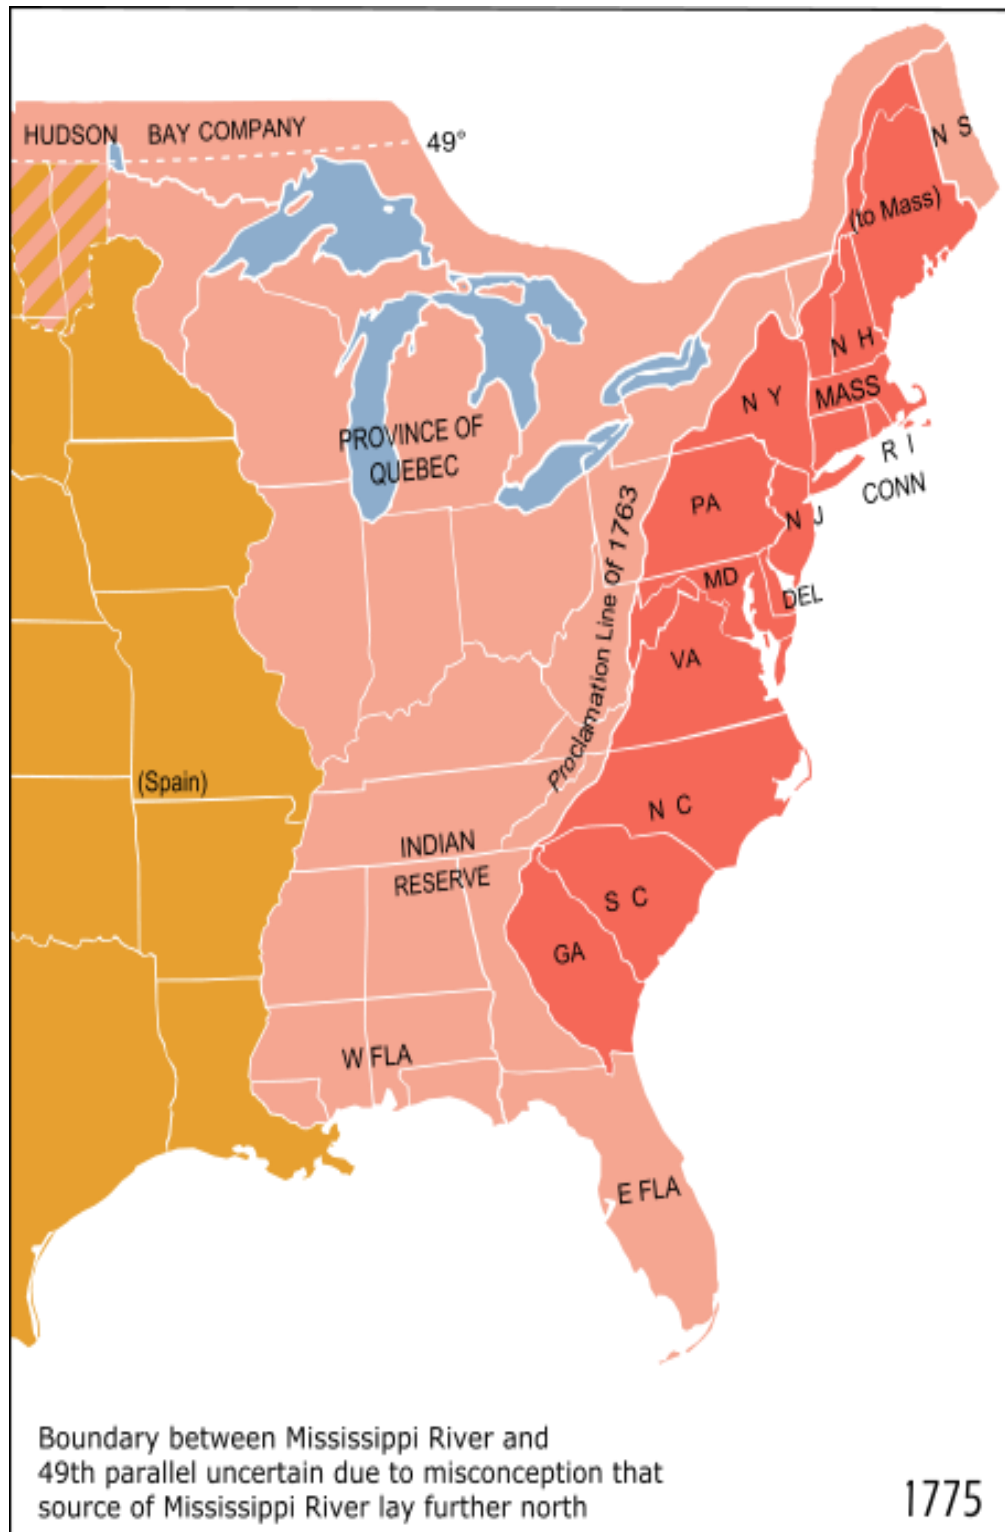 HUDSON BAY COMPANY
49°
N S
(to Mass)
N H
N Y
MASS
R I
CONN
PROVINCE OF
QUEBEC
PA
N J
Proclamation Line Of 1763
MD
DEL
VA
(Spain)
N C
INDIAN
RESERVE
S C
GA
W FLA
E FLA
Boundary between Mississippi River and
49th parallel uncertain due to misconception that
source of Mississippi River lay further north
1775